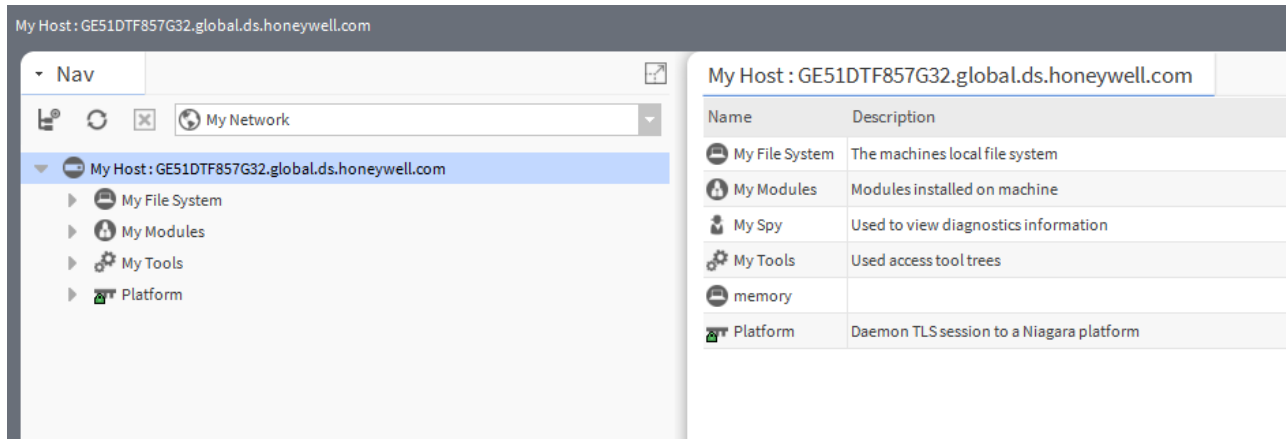 My Host : GE51DTF857G32.global.ds.honeywell.com
Nav
My Network
My Host : GE51DTF857G32.global.ds.honeywell.com
My File System
My Modules
My Tools
Platform
My Host : GE51DTF857G32.global.ds.honeywell.com
Name Description
My File System The machines local file system
My Modules Modules installed on machine
My Spy Used to view diagnostics information
My Tools Used access tool trees
memory
Platform Daemon TLS session to a Niagara platform